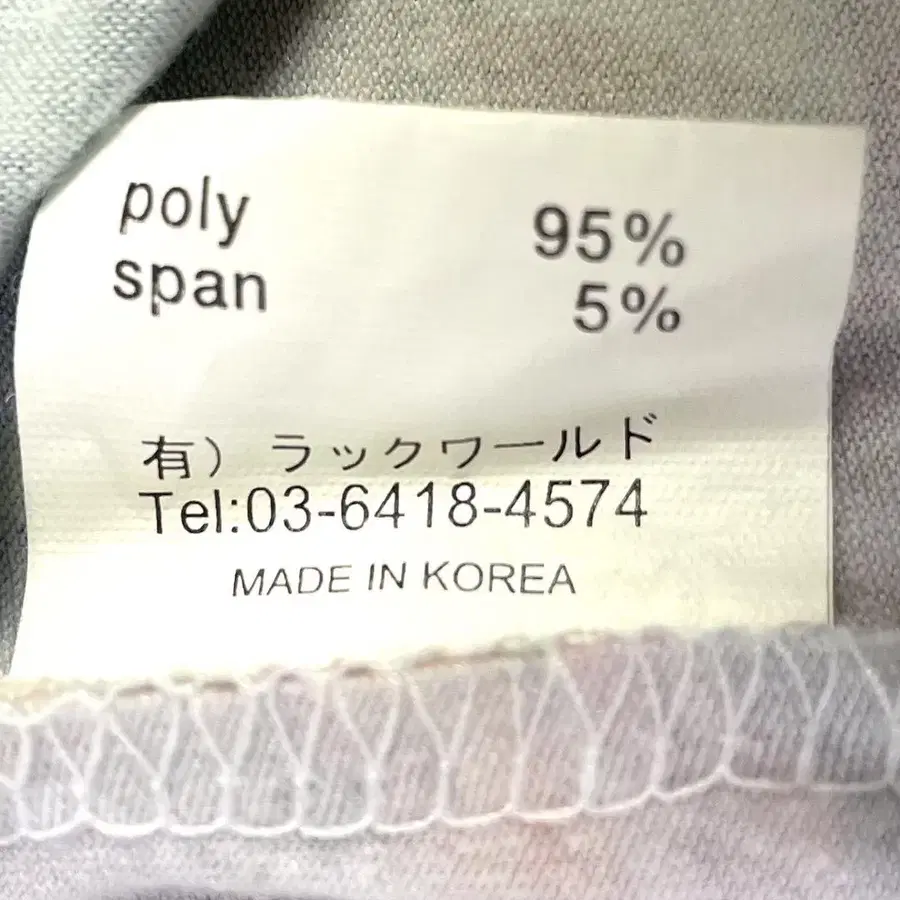 poly 95%
span 5%
有） ラックワールド
Tel:03-6418-4574
MADE IN KOREA